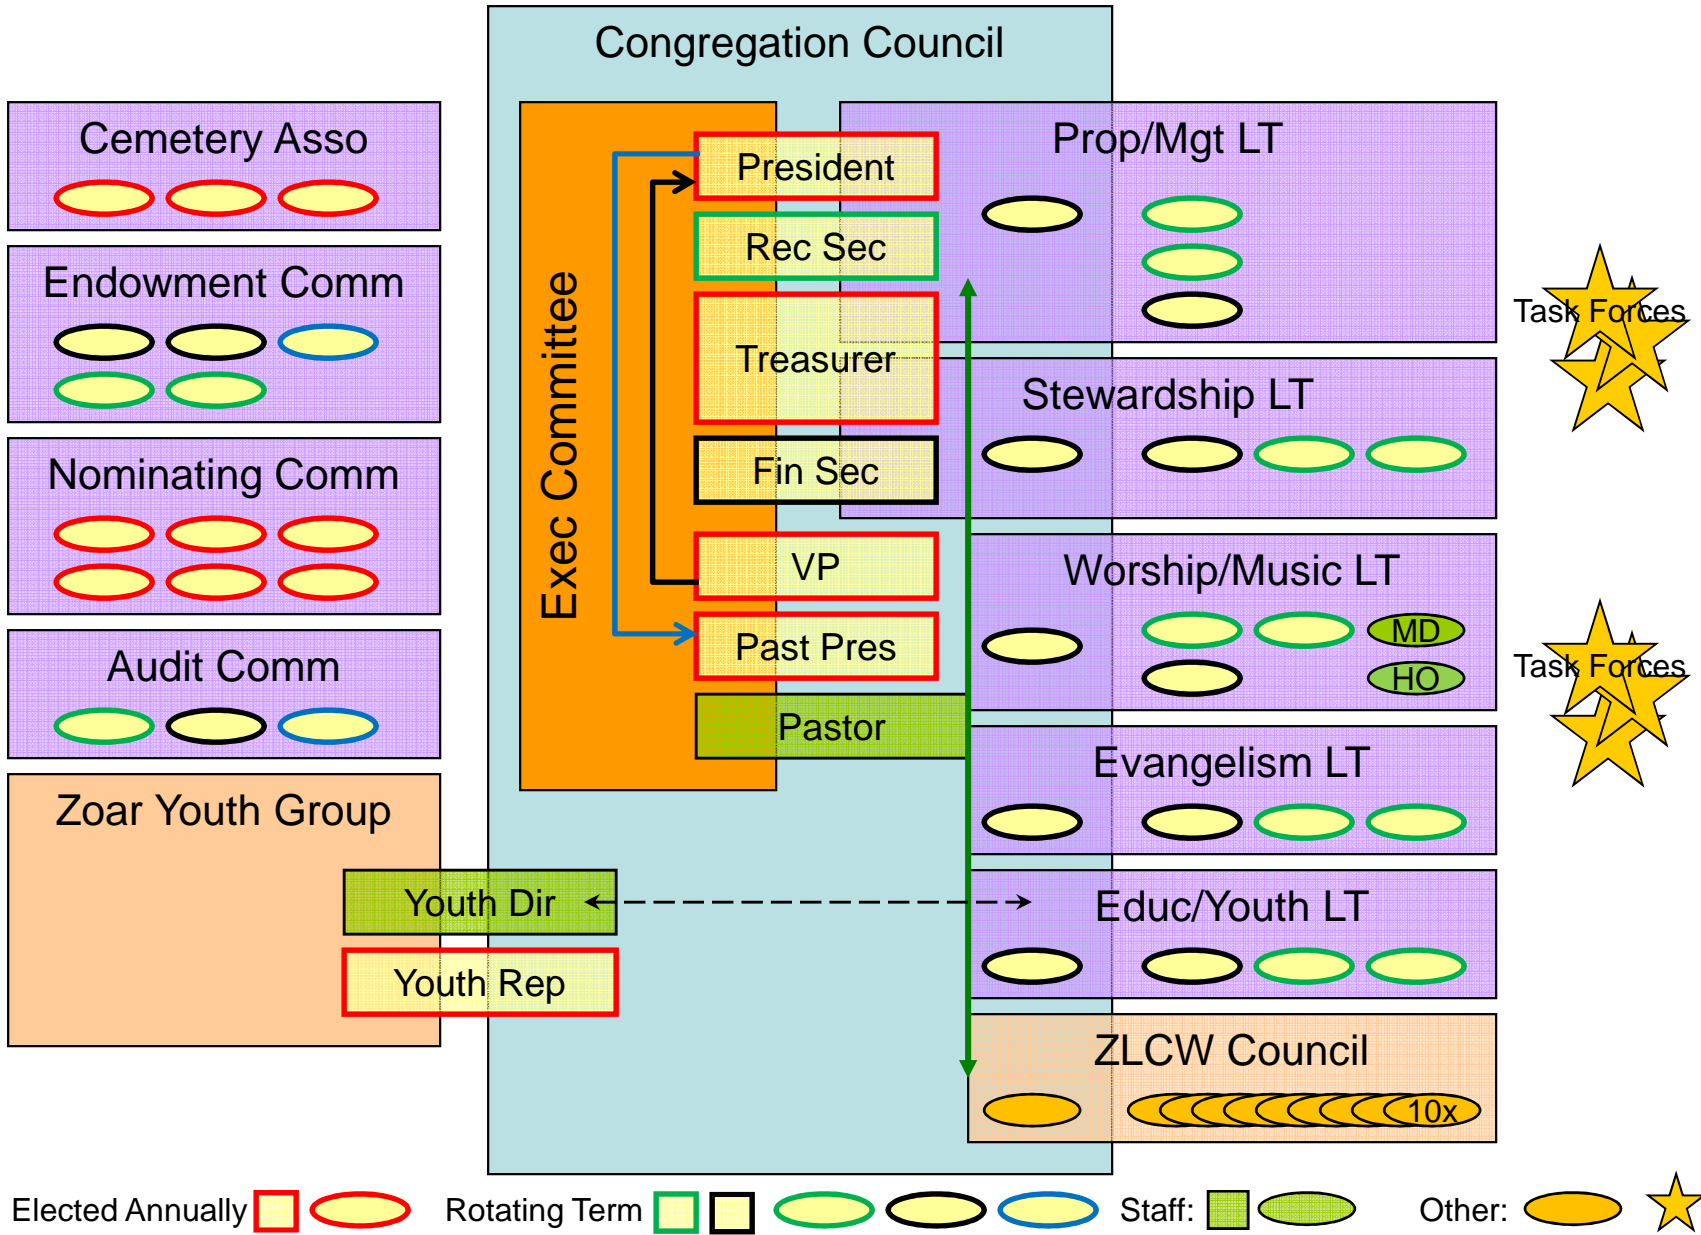 Congregation Council
Cemetery Asso
Endowment Comm
Nominating Comm
Audit Comm
Zoar Youth Group
Youth Dir
Youth Rep
Exec Committee
President
Rec Sec
Treasurer
Fin Sec
VP
Past Pres
Pastor
Prop/Mgt LT
Stewardship LT
Worship/Music LT
MD
HO
Evangelism LT
Educ/Youth LT
ZLCW Council
10x
Task Forces
Task Forces
Elected Annually
Rotating Term
Staff:
Other: